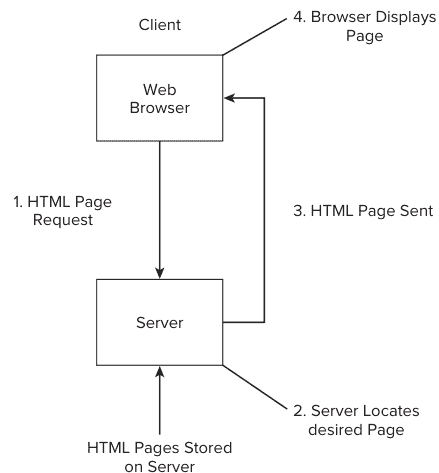 Client
4. Browser Displays
Page
Web
Browser
1. HTML Page
Request
3. HTML Page Sent
Server
2. Server Locates
desired Page
HTML Pages Stored
on Server